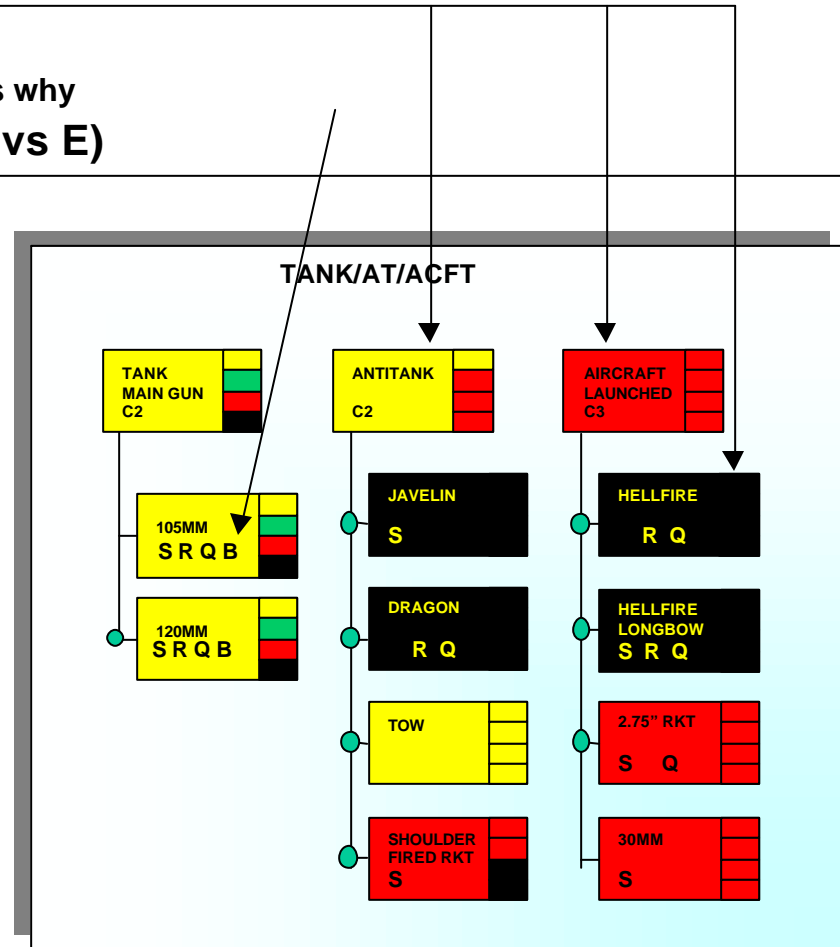 s why
vs E)
TANK/AT/ACFT
TANK
MAIN GUN
C2
105MM
S R Q B
120MM
S R Q B
ANTITANK
C2
JAVELIN
S
DRAGON
R Q
TOW
SHOULDER
FIRED RKT
S
AIRCRAFT
LAUNCHED
C3
HELLFIRE
R Q
HELLFIRE
LONGBOW
S R Q
2.75" RKT
S Q
30MM
S